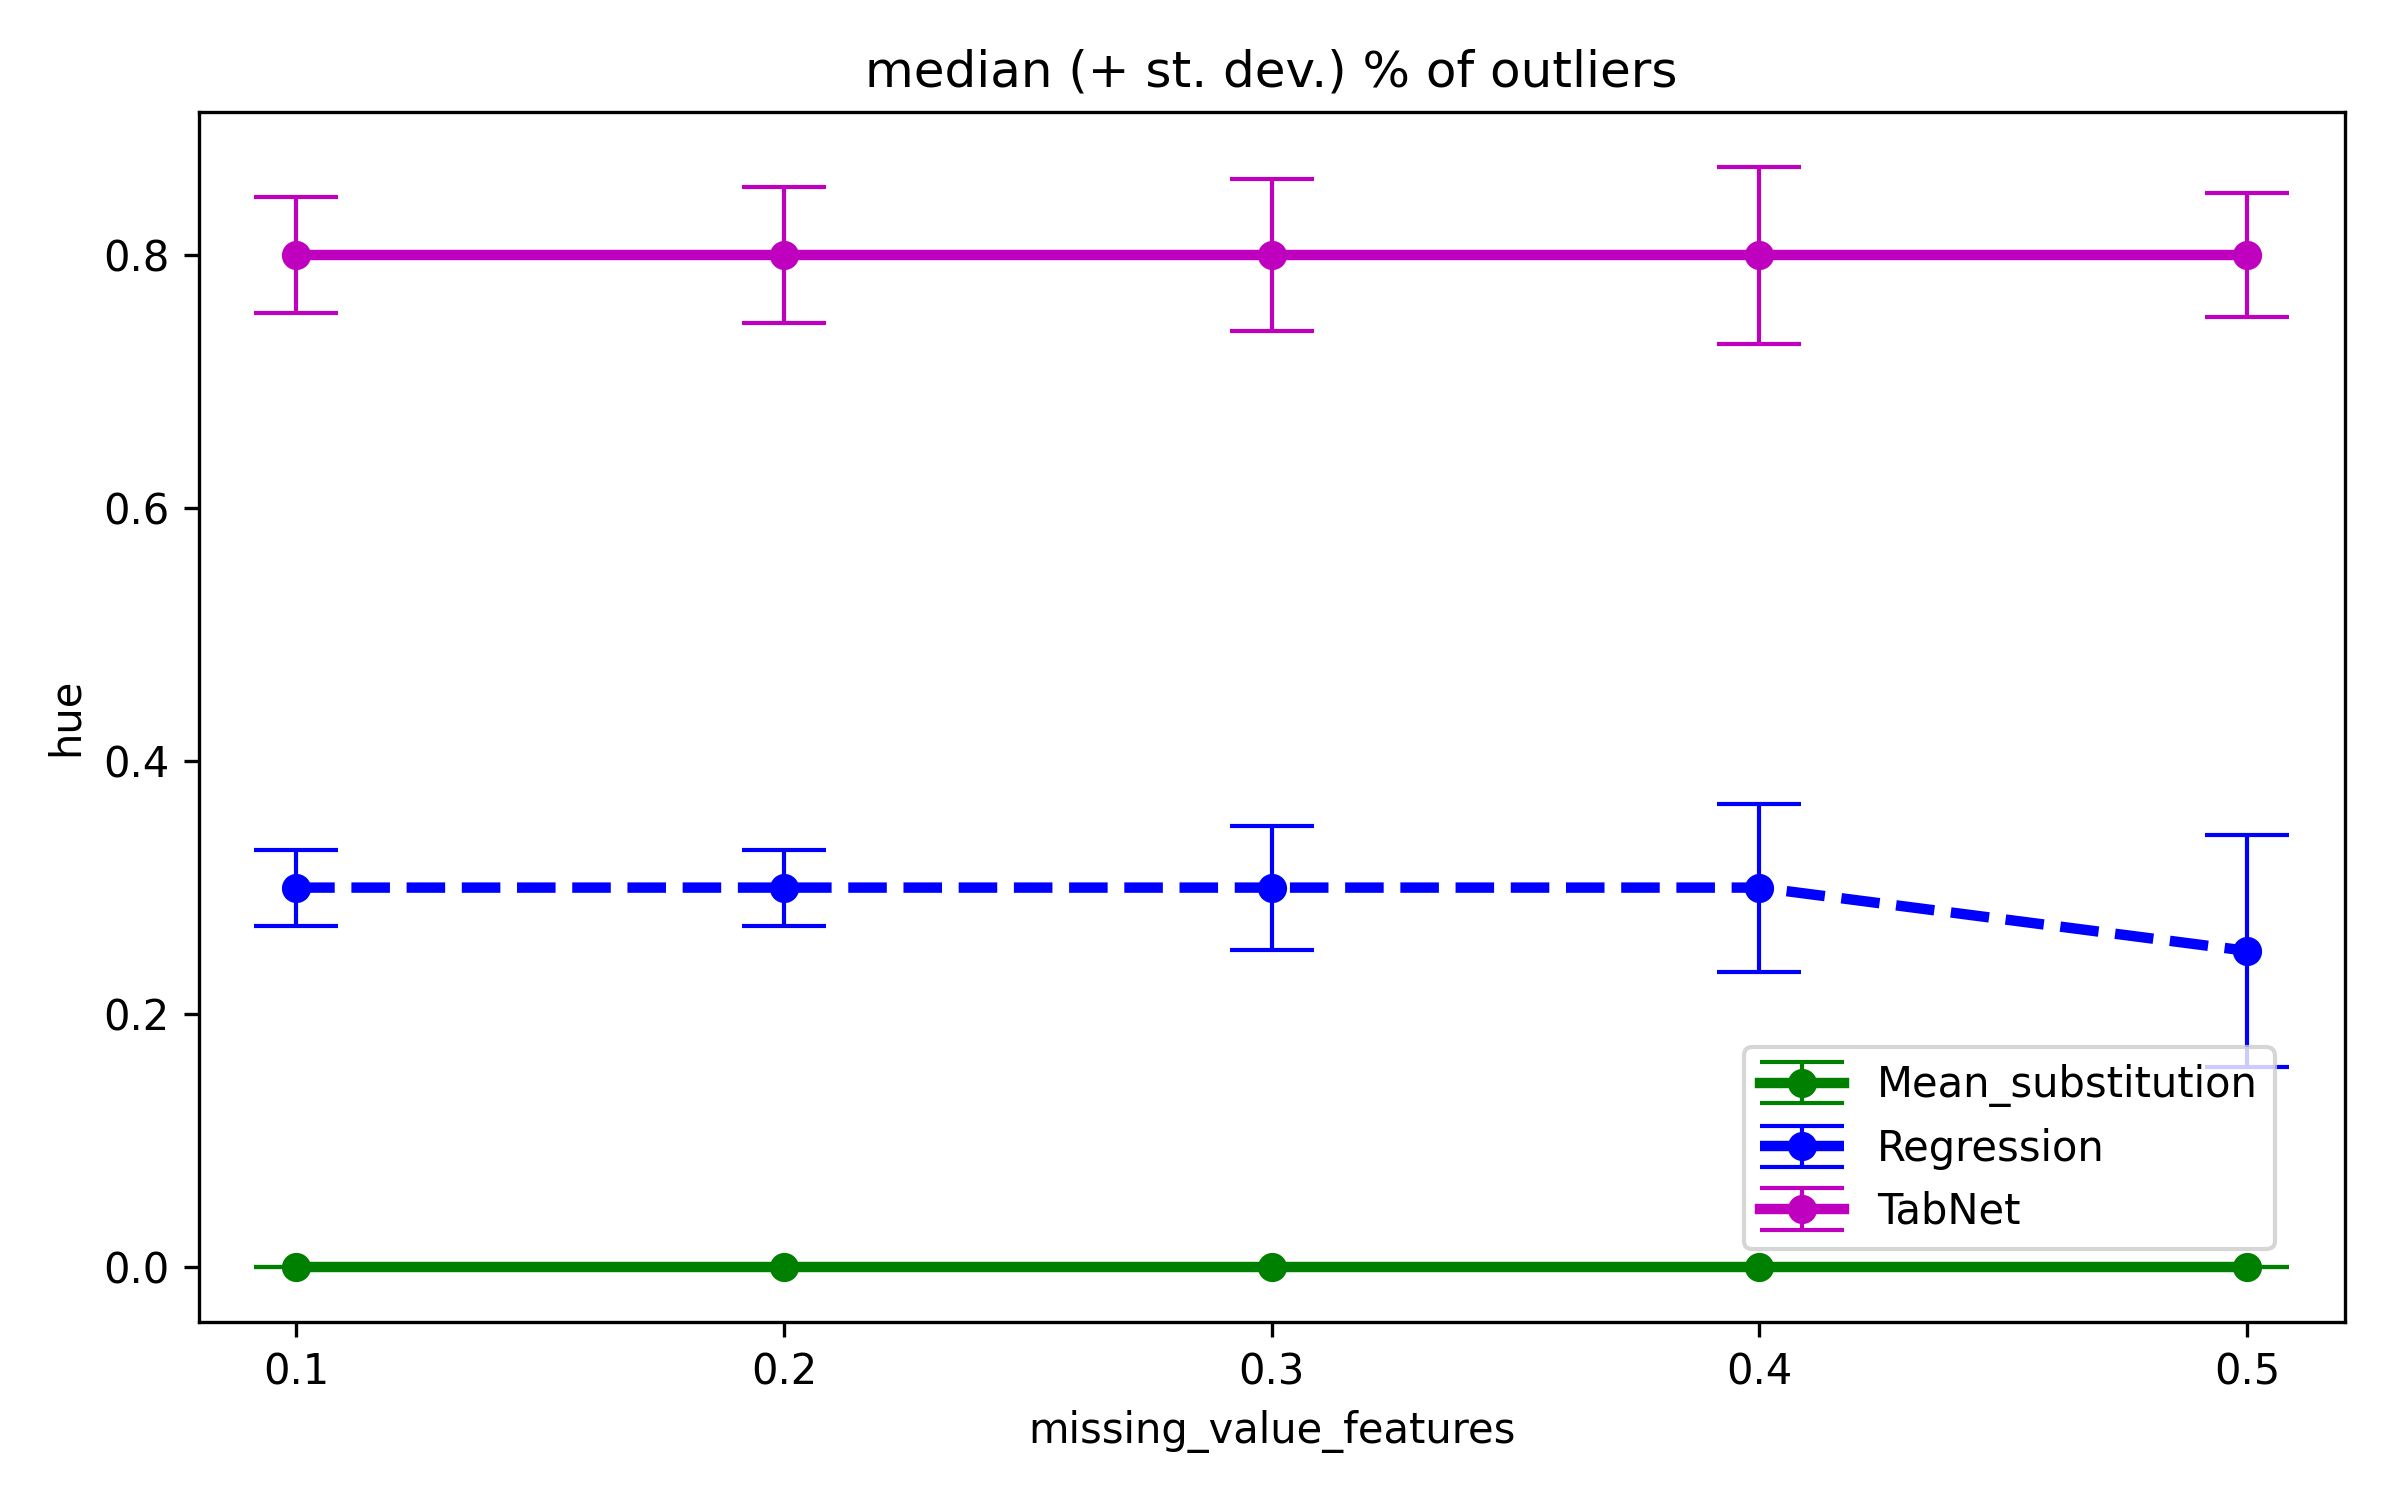 median (+ st. dev.) % of outliers
hue
0.8
0.6
0.4
0.2
0.0
Mean_substitution
Regression
TabNet
0.1 0.2 0.3 0.4 0.5
missing_value_features